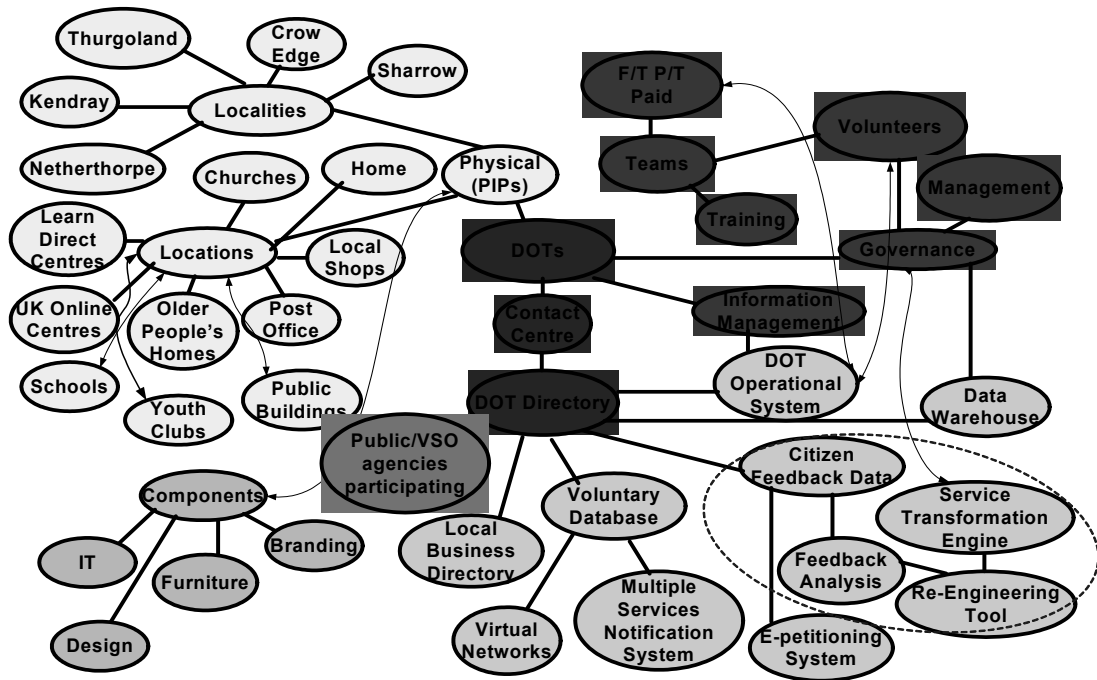 Thurgoland
Crow
Edge
Sharrow
Kendray
Localities
Netherthorpe
Churches
Home
Physical
(PIPs)
F/T P/T
Paid
Volunteers
Teams
Management
Training
Learn
Direct
Centres
Locations
Local
Shops
DOTs
Governance
UK Online
Centres
Older
People's
Homes
Post
Office
Contact
Centre
Information
Management
Schools
Youth
Clubs
Public
Buildings
DOT Directory
DOT
Operational
System
Data
Warehouse
Public/VSO
agencies
participating
Citizen
Feedback Data
Components
Voluntary
Database
Service
Transformation
Engine
IT
Furniture
Branding
Local
Business
Directory
Feedback
Analysis
Re-Engineering
Tool
Design
Virtual
Networks
Multiple
Services
Notification
System
E-petitioning
System